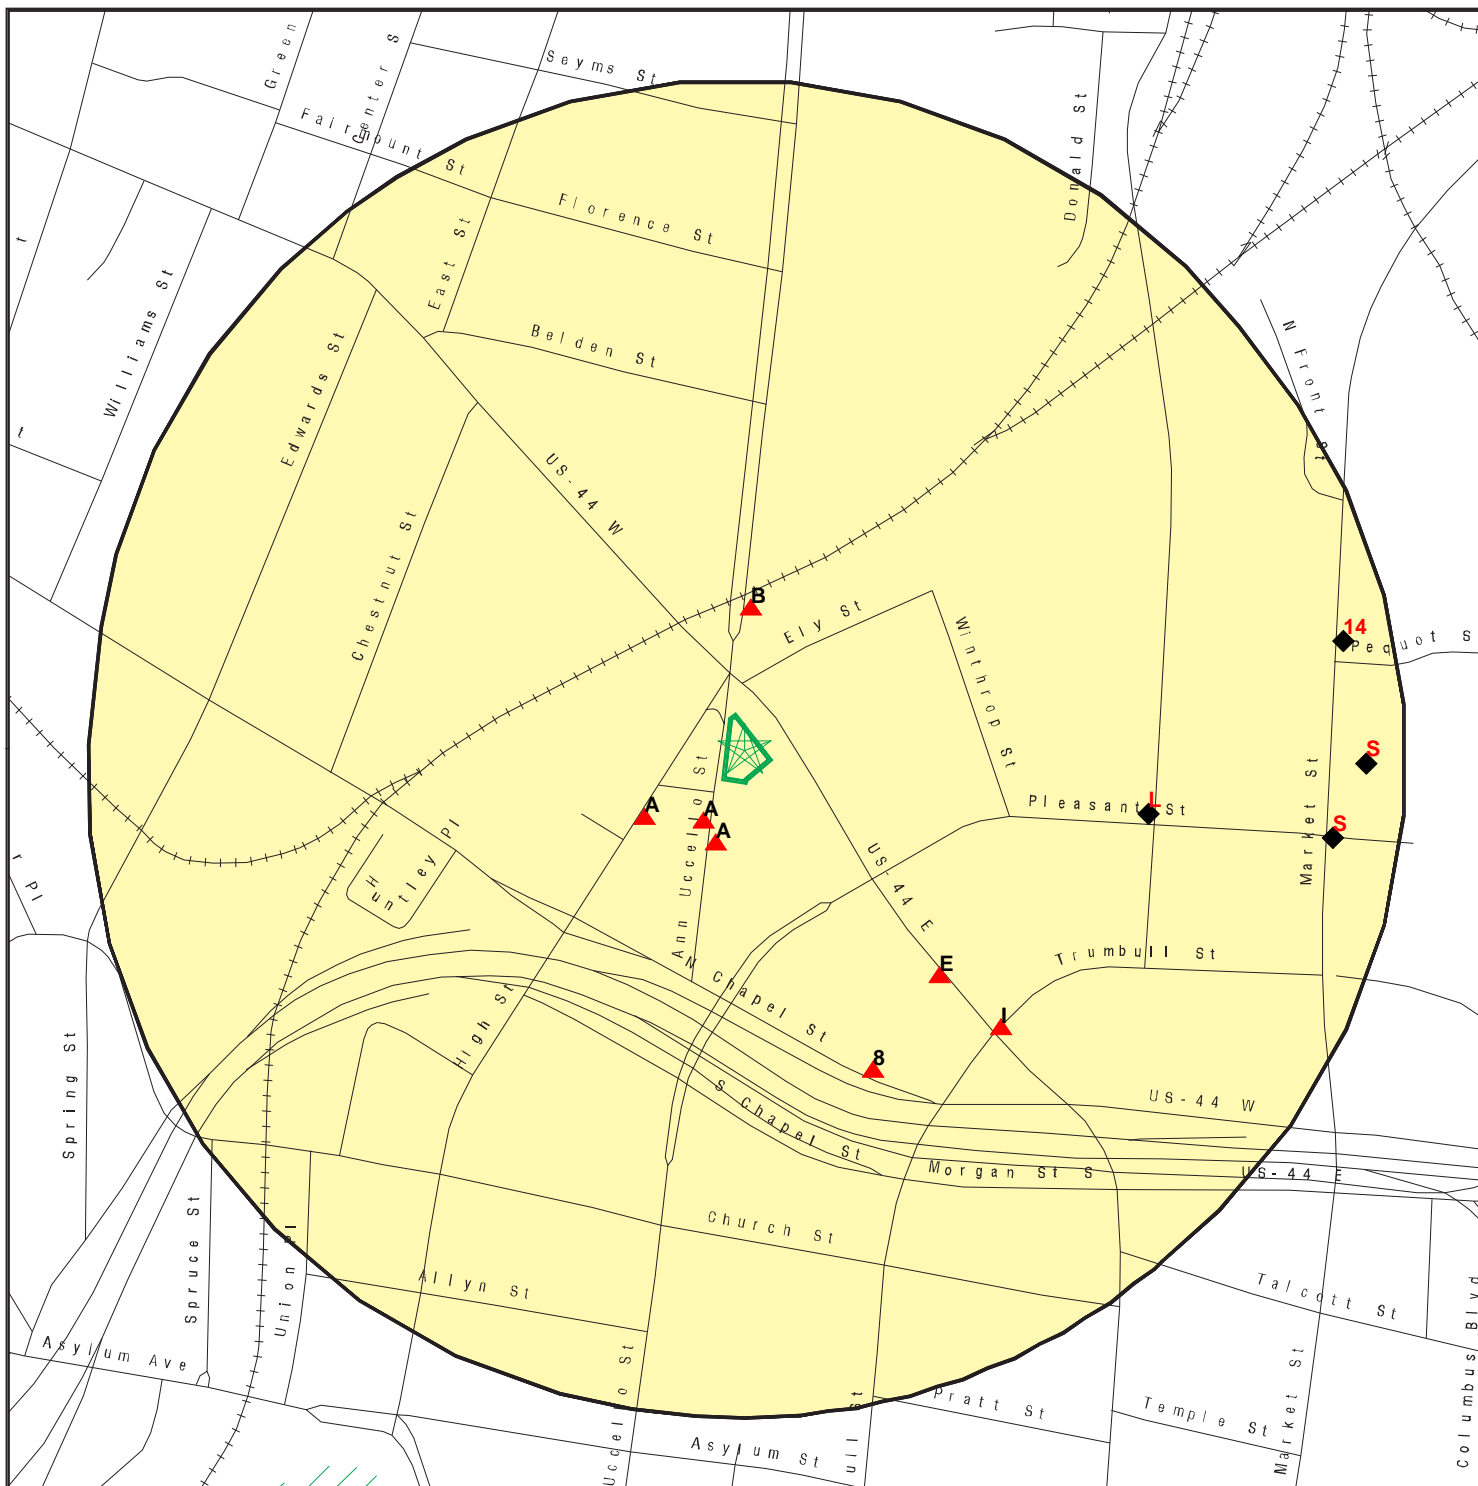 Green
Center S
Seyms St
Fairmount St
Donald St
Florence St
t
East St
Williams St
N Front St
Edwards St
Belden St
t
US-44 W
Chestnut St
B
Ely St
14
Pequot S
Winthrop St
S
Market St
A
A
A
Ann Uccello St
Pleasant St
L
S
Huntley Pl
r Pl
US-44 E
E
Trumbull St
N Chapel St
I
High St
8
Spring St
S Chapel St
US-44 W
Morgan St S
US-44 E
Spruce St
Union Pl
Church St
Allyn St
Talcott St
Asylum Ave
Uccello St
ull St
Pratt St
Temple St
Market St
Columbus Blvd
Asylum St